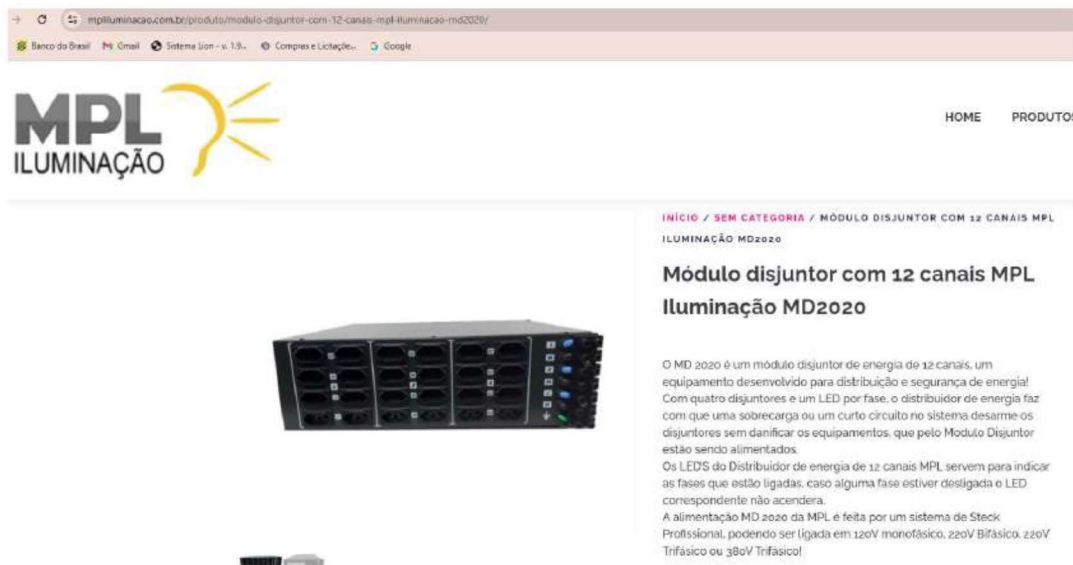 mpliluminacao.com.br/produto/modulo-disjuntor-com-12-canais-mpl-iluminacao-md2020/
Banco do Brasil Gmail Sistema Lion - v. 1.9... Compras e Licitaçõe... Google
MPL
ILUMINAÇÃO
HOME PRODUTOS
INÍCIO / SEM CATEGORIA / MÓDULO DISJUNTOR COM 12 CANAIS MPL
ILUMINAÇÃO MD2020
Módulo disjuntor com 12 canais MPL
Iluminação MD2020
O MD 2020 é um módulo disjuntor de energia de 12 canais, um
equipamento desenvolvido para distribuição e segurança de energia!
Com quatro disjuntores e um LED por fase, o distribuidor de energia faz
com que uma sobrecarga ou um curto circuito no sistema desarme os
disjuntores sem danificar os equipamentos, que pelo Modulo Disjuntor
estão sendo alimentados.
Os LED'S do Distribuidor de energia de 12 canais MPL servem para indicar
as fases que estão ligadas, caso alguma fase estiver desligada o LED
correspondente não acendera.
A alimentação MD 2020 da MPL é feita por um sistema de Steck
Profissional, podendo ser ligada em 120V monofásico, 220V Bifásico, 220V
Trifásico ou 380V Trifásico!